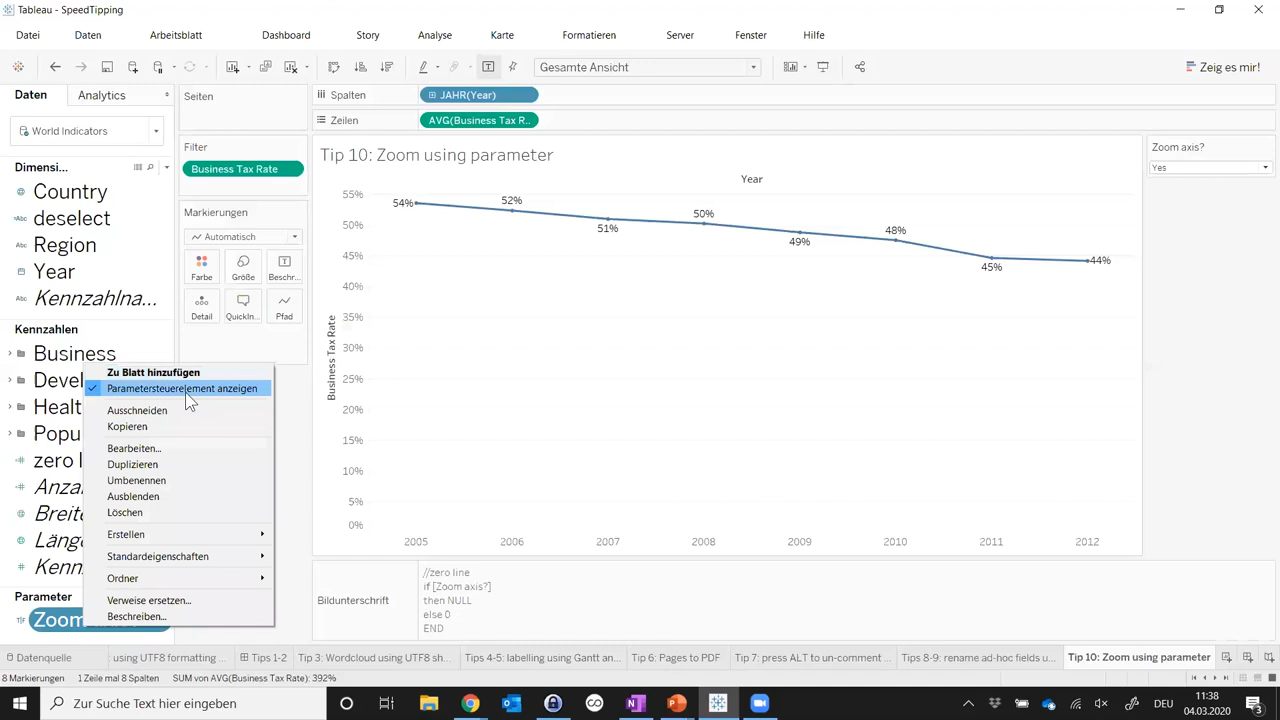 Tableau - SpeedTipping
Datei Daten Arbeitsblatt Dashboard Story Analyse Karte Formatieren Server Fenster Hilfe
Gesamte Ansicht
Zeig es mir!
Daten Analytics
World Indicators
Dimensi...
Country
deselect
Region
Year
Kennzahlna...
Kennzahlen
Business
Devel
Health
Popu
zero l
Anza
Breite
Länge
Kenn
Parameter
Zoom
Seiten
Filter
Business Tax Rate
Markierungen
Automatisch
Farbe Größe Beschr...
Detail QuickIn... Pfad
Spalten JAHR(Year)
Zeilen AVG(Business Tax R..
Tip 10: Zoom using parameter
Year
Business Tax Rate
55%
50%
45%
40%
35%
30%
25%
20%
15%
10%
5%
0%
54% 52% 51% 50% 49% 48% 45% 44%
2005 2006 2007 2008 2009 2010 2011 2012
Zoom axis?
Yes
Zu Blatt hinzufügen
Parametersteuerelement anzeigen
Ausschneiden
Kopieren
Bearbeiten...
Duplizieren
Umbenennen
Ausblenden
Löschen
Erstellen
Standardeigenschaften
Ordner
Verweise ersetzen...
Beschreiben...
Bildunterschrift
//zero line
if [Zoom axis?]
then NULL
else 0
END
Datenquelle using UTF8 formatting ... Tips 1-2 Tip 3: Wordcloud using UTF8 sh... Tips 4-5: labelling using Gantt an... Tip 6: Pages to PDF Tip 7: press ALT to un-comment ... Tips 8-9: rename ad-hoc fields u... Tip 10: Zoom using parameter
8 Markierungen 1 Zeile mal 8 Spalten SUM von AVG(Business Tax Rate): 392%
Zur Suche Text hier eingeben
DEU
11:38
04.03.2020
3